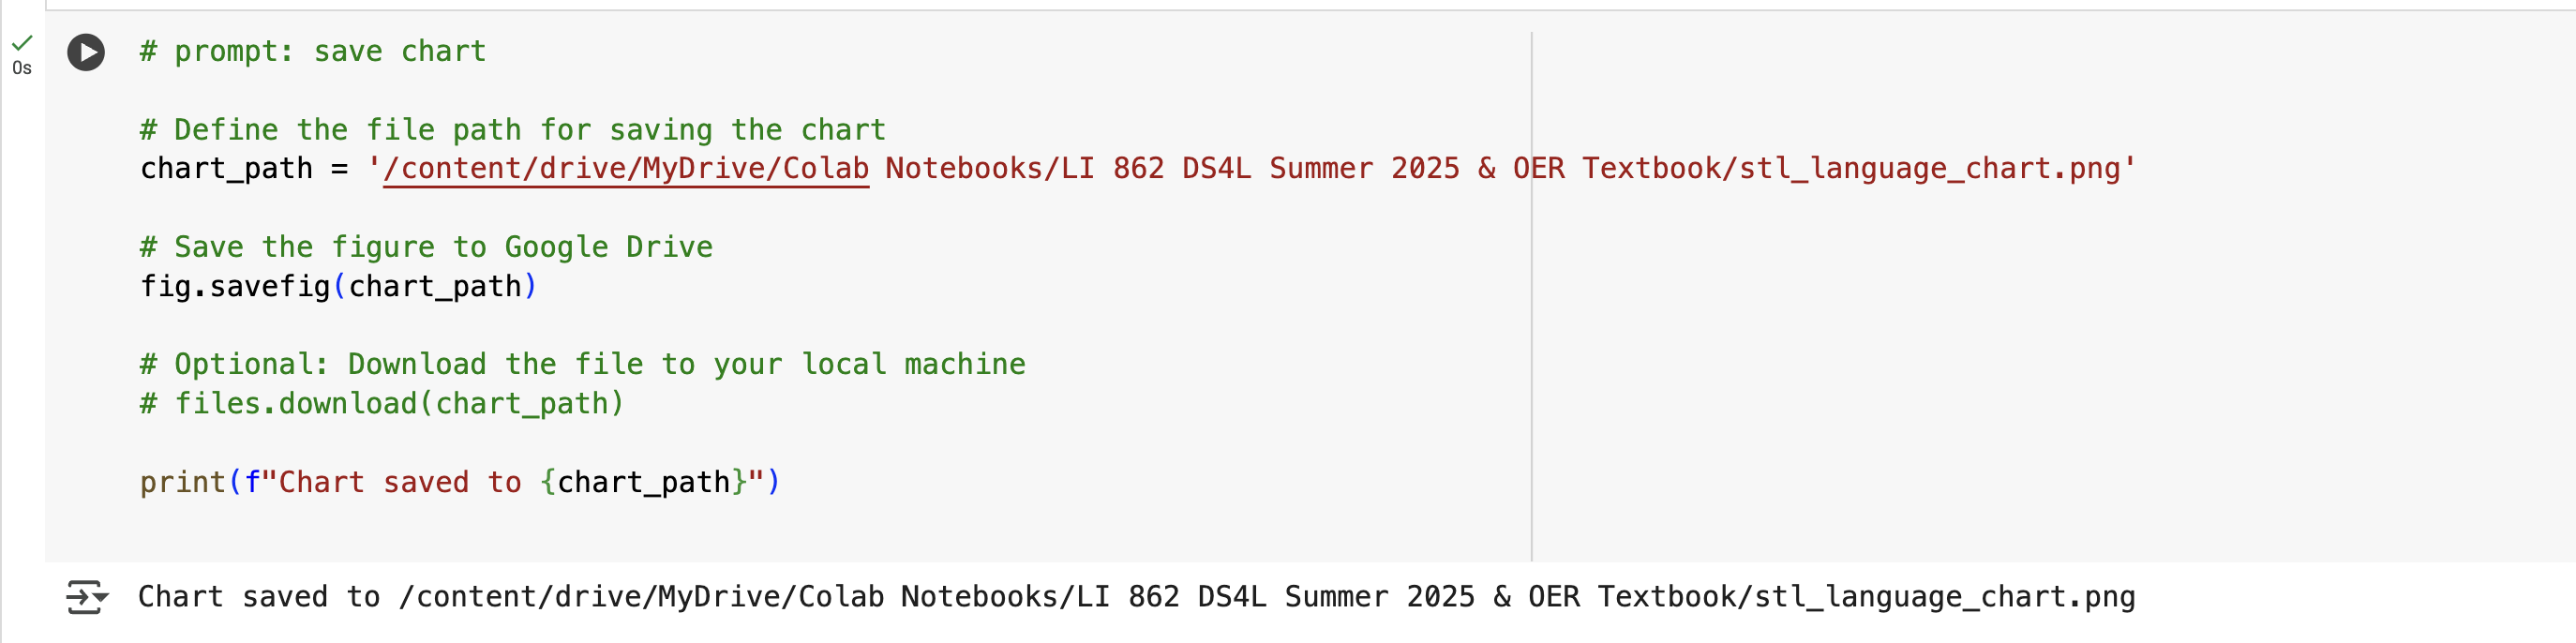 # prompt: save chart
0s
# Define the file path for saving the chart
chart_path = '/content/drive/MyDrive/Colab Notebooks/LI 862 DS4L Summer 2025 & OER Textbook/stl_language_chart.png'
# Save the figure to Google Drive
fig.savefig(chart_path)
# Optional: Download the file to your local machine
# files.download(chart_path)
print(f"Chart saved to {chart_path}")
Chart saved to /content/drive/MyDrive/Colab Notebooks/LI 862 DS4L Summer 2025 & OER Textbook/stl_language_chart.png